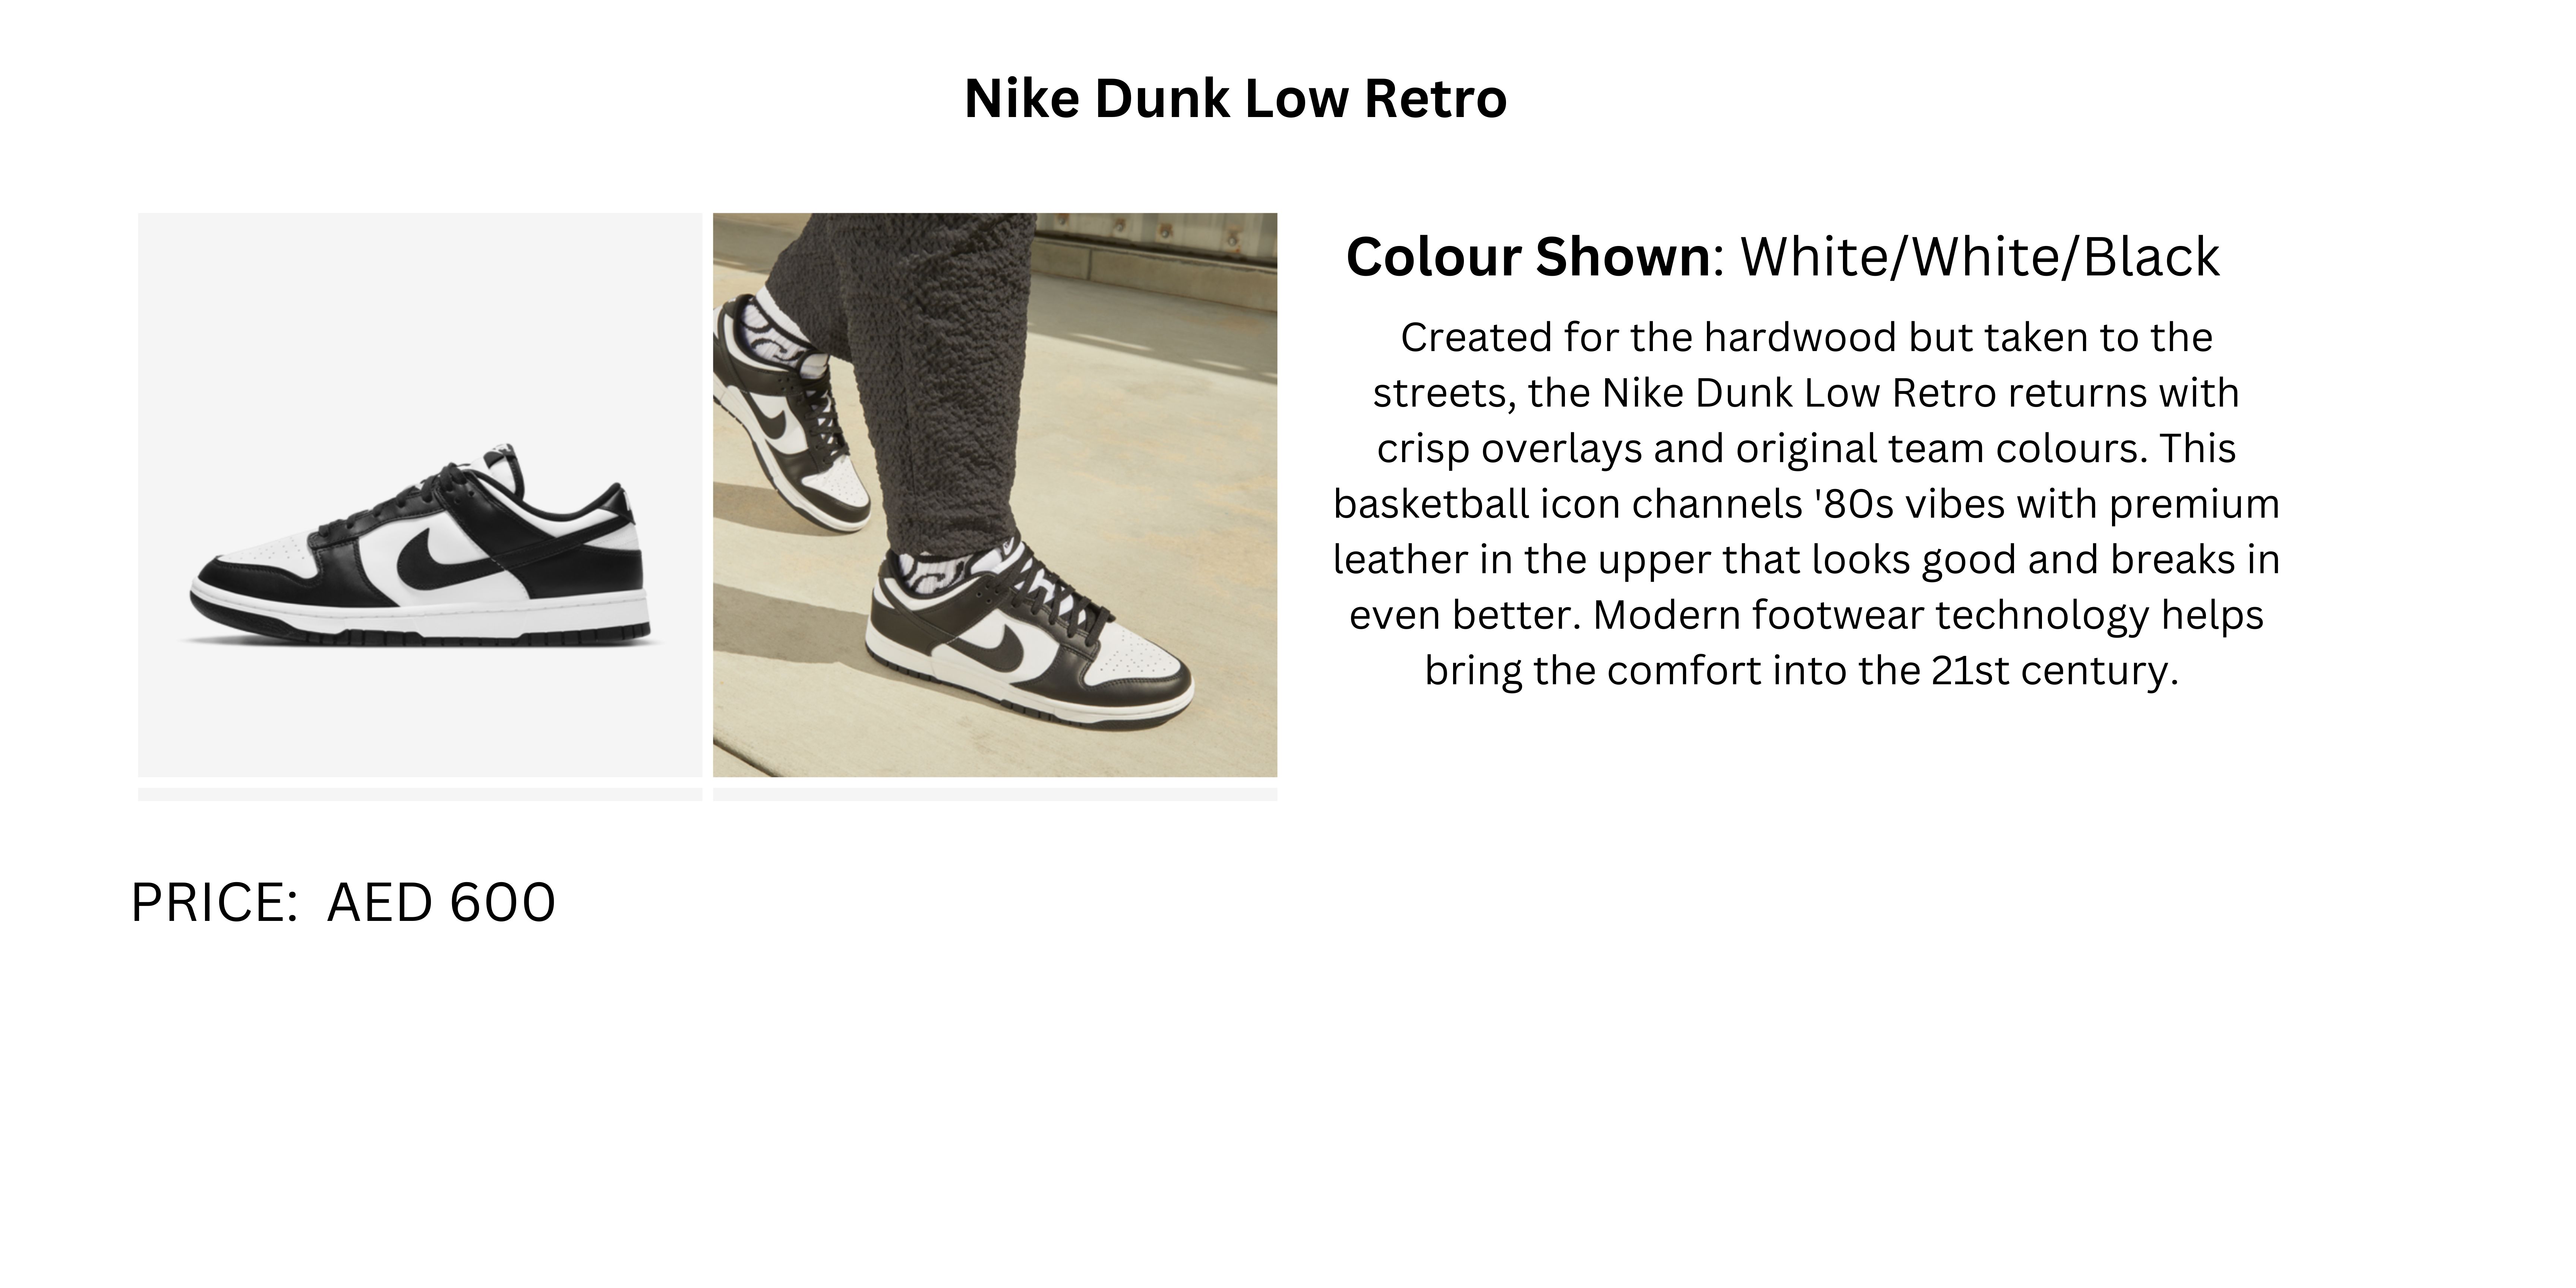 Nike Dunk Low Retro
Colour Shown: White/White/Black
Created for the hardwood but taken to the
streets, the Nike Dunk Low Retro returns with
crisp overlays and original team colours. This
basketball icon channels '80s vibes with premium
leather in the upper that looks good and breaks in
even better. Modern footwear technology helps
bring the comfort into the 21st century.
PRICE:  AED 600